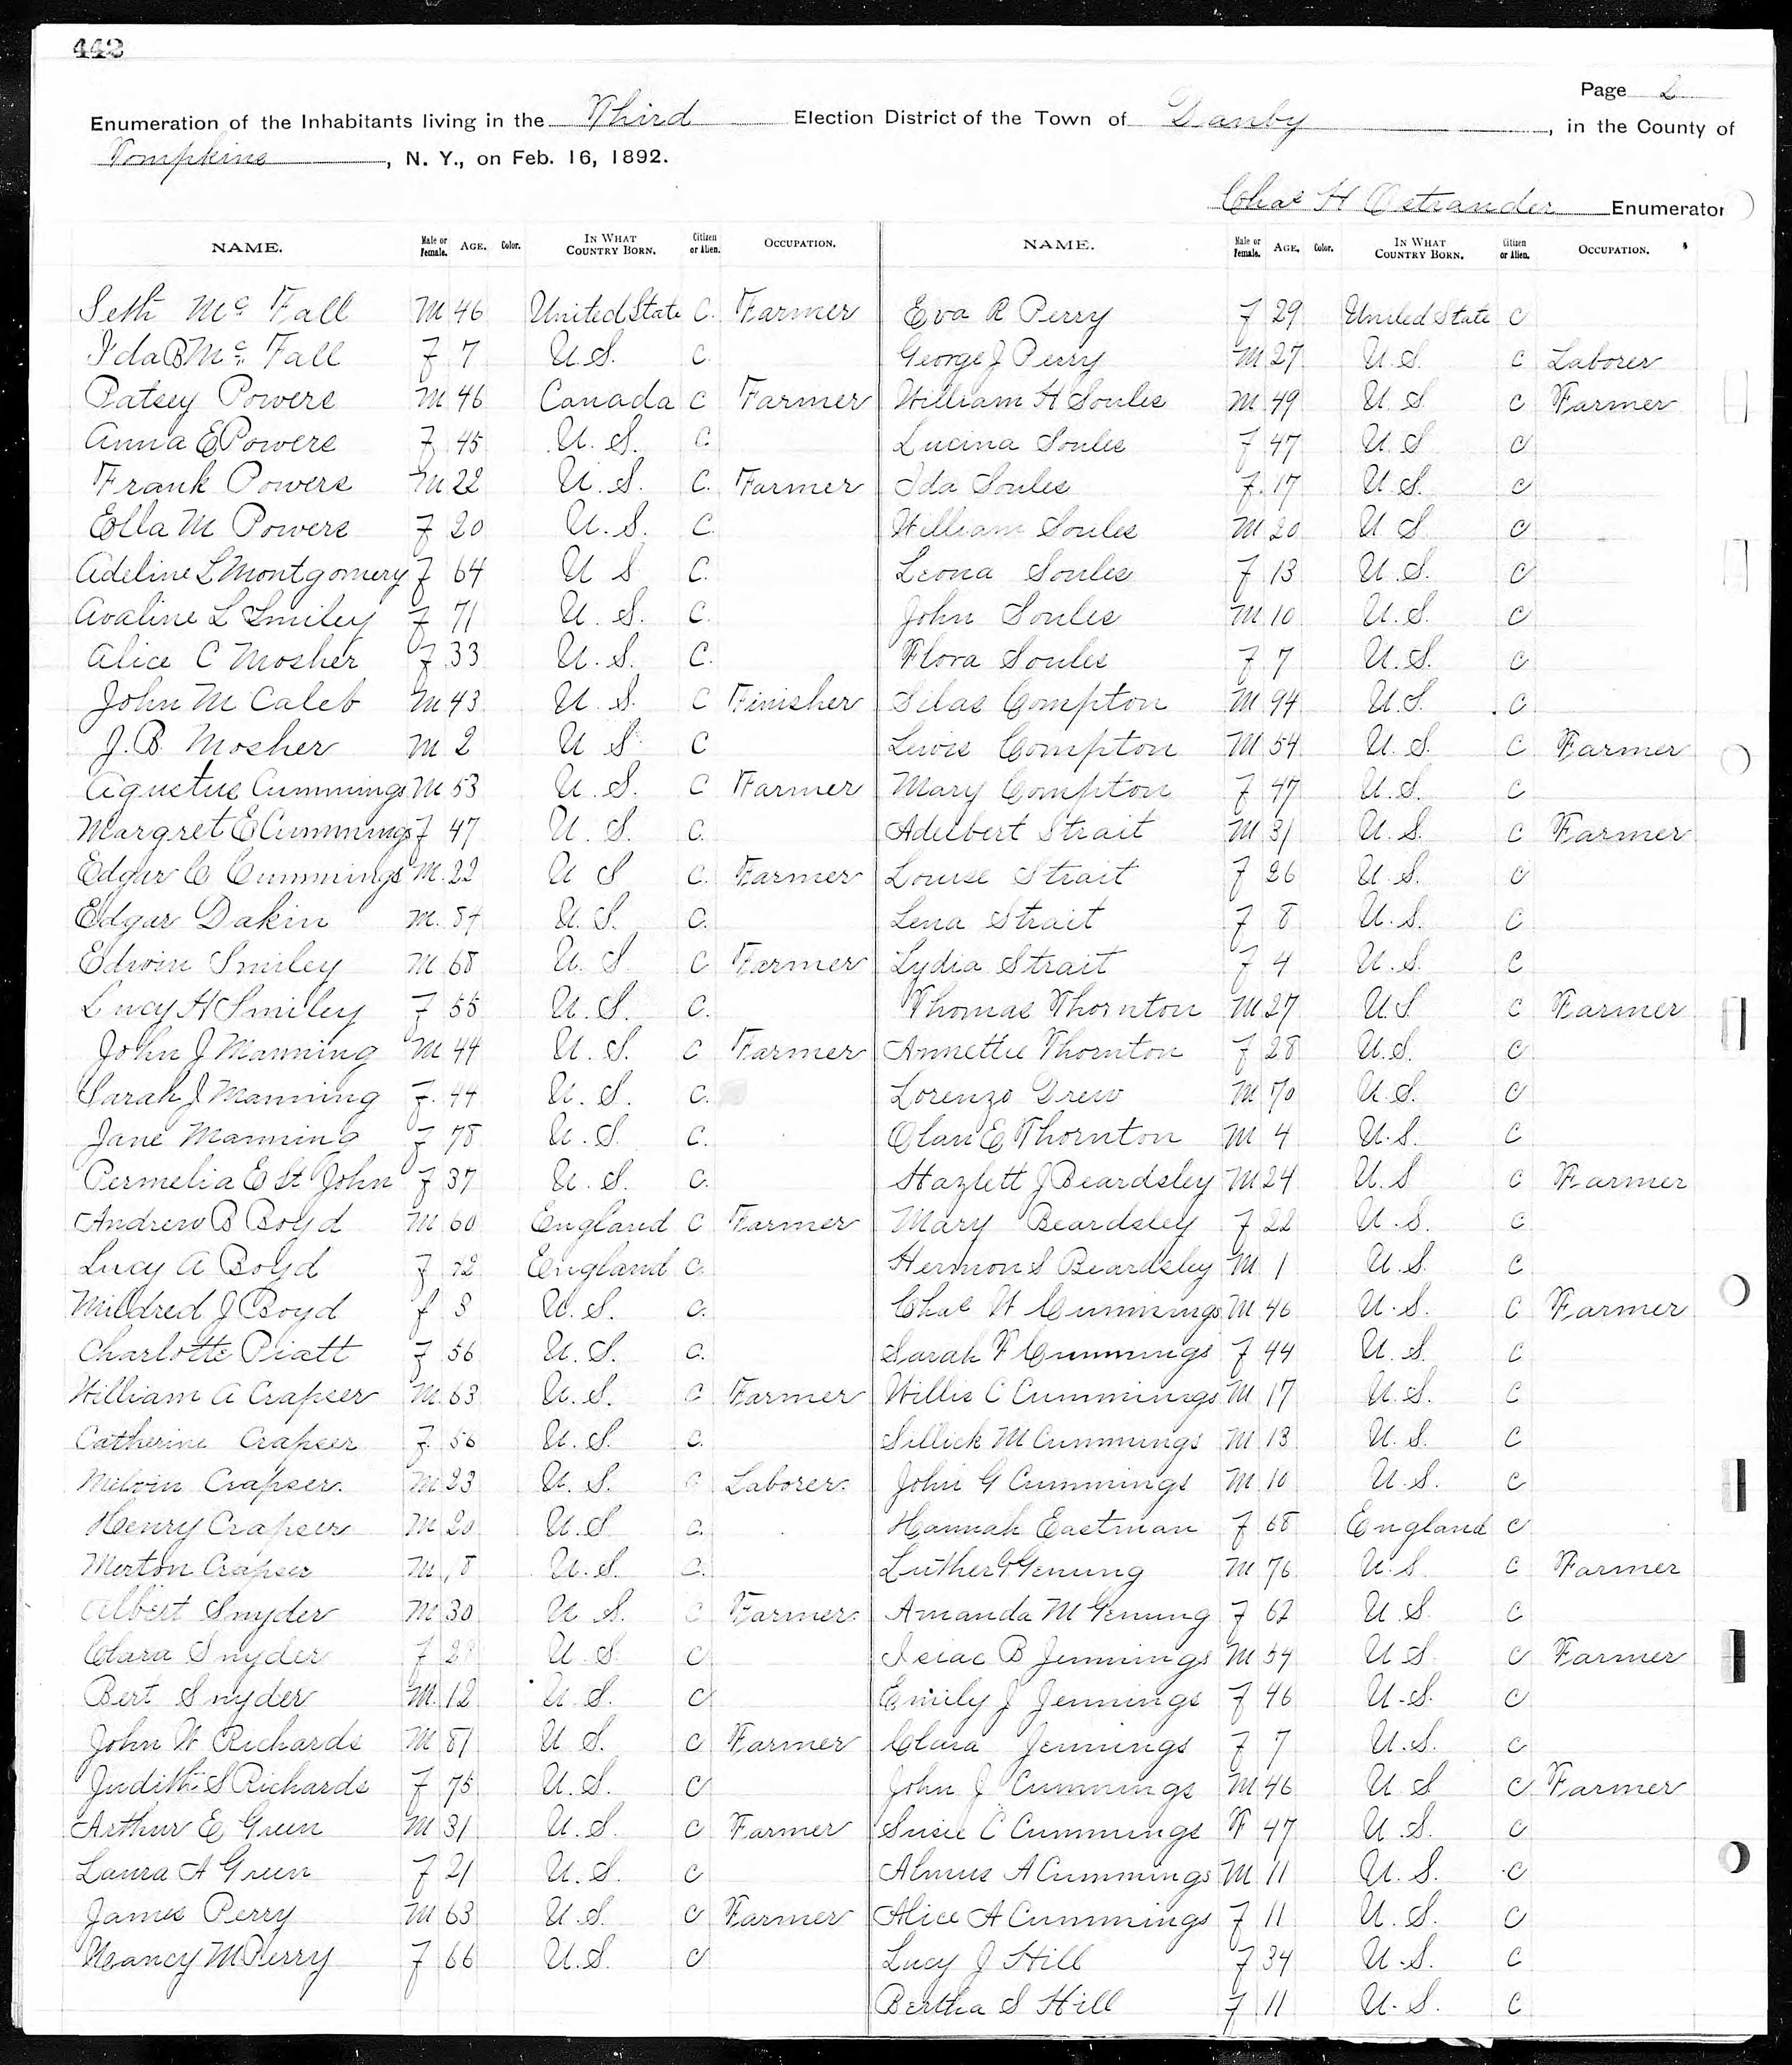 442
Page 2
Enumeration of the Inhabitants living in the Third Election District of the Town of Danby, in the County of
Tompkins, N. Y., on Feb. 16, 1892.
Chas H Ostrander Enumerator
NAME. Male or Female. AGE. Color. IN WHAT COUNTRY BORN. Citizen or Alien. OCCUPATION. NAME. Male or Female. AGE. Color. IN WHAT COUNTRY BORN. Citizen or Alien. OCCUPATION.
Seth Mc Fall M 46 United State C. Farmer Eva R Perry F 29 United State C
Ida B Mc Fall F 7 U.S. C George J Perry M 27 U.S. C Laborer
Patsey Powers M 46 Canada C Farmer William H Soules M 49 U S C Farmer
Anna E Powers F 45 U.S. C. Lucina Soules F 47 U.S C
Frank Powers M 22 U.S. C. Farmer Ida Soules F. 17 U.S. C
Ella M Powers F 20 U.S. C William Soules M 20 U S C
Adeline L Montgomery F 64 U S C. Leona Soules F 13 U.S. C
Avaline L Smiley F 71 U.S. C. John Soules M 10 U.S. C
Alice C Mosher F 33 U.S. C. Flora Soules F 7 U.S. C
John M Caleb M 43 U.S. C Finisher Silas Compton M 94 U.S. C
J. B. Mosher M 2 U S C Lewis Compton M 54 U.S. C Farmer
Agustus Cummings M 53 U.S. C Farmer Mary Compton F 47 U.S. C
Margret E Cummings F 47 U.S. C. Adelbert Strait M 31 U.S. C Farmer
Edgar C Cummings M. 22 U S C. Farmer Louise Strait F 26 U.S. C
Edgar Dakin M. 84 U.S. C. Lena Strait F 8 U.S. C
Edwin Smiley M 68 U.S C Farmer Lydia Strait F 4 U.S. C
Lucy H Smiley F 55 U.S. C. Thomas Thornton M 27 U.S C Farmer
John J Manning M 44 U.S. C Farmer Annettie Thornton F 28 U.S. C
Sarah J Manning F. 44 U.S. C. Lorenzo Drew M 70 U.S. C
Jane Manning F 78 U.S. C. Olan E Thornton M 4 U.S. C
Permelia E St John F 37 U.S. C. Hazlett J Beardsley M 24 U.S C Farmer
Andrew B Boyd M 60 England C Farmer Mary Beardsley F 22 U.S. C
Lucy A Boyd F England C. Hermon S Beardsley M 1 U.S. C
Mildred J Boyd f 3 U.S. C. Chas W Cummings M 46 U.S. C Farmer
Charlotte Piatt F 56 U.S. C. Sarah F Cummings F 44 U.S. C
William A Crapser M. 63 U.S. C Farmer Willis C Cummings M 17 U.S. C
Catherine Crapser F. 56 U.S. C. Sillick M Cummings M 13 U.S. C
Melvin Crapser. M 23 U.S. C Laborer. John G Cummings M 10 U.S. C
Henry Crapser M 20 U.S C. Hannah Eastman F 68 England C
Merton Crapser M 8 U.S. C. Luther G Genung M 76 U.S C Farmer
Albert Snyder M 30 U S. C Farmer. Amanda M Genung F 62 U.S. C
Clara Snyder F U.S. C Isiac B Jennings M 54 U S C Farmer
Bert Snyder M. 12 U.S. C Emily J Jennings F 46 U.S. C
John W Richards M 81 U S. C Farmer Clara Jennings F 7 U.S. C
Judith S Richards F 75 U.S. C John J Cummings M 46 U S C Farmer
Arthur E Green M 31 U.S. C Farmer Susie C Cummings F 47 U.S. C
Laura A Green F 21 U.S. C Almus A Cummings M 11 U.S. C
James Perry M 63 U.S. C Farmer Alice A Cummings F 11 U.S. C
Nancy M Perry F 66 U.S. C Lucy J Hill F 34 U.S. C
Bertha S Hill F 11 U.S. C